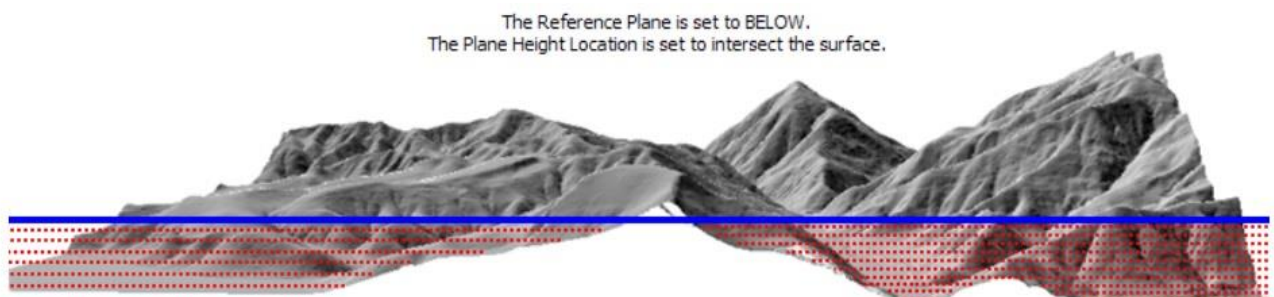 The Reference Plane is set to BELOW.
The Plane Height Location is set to intersect the surface.